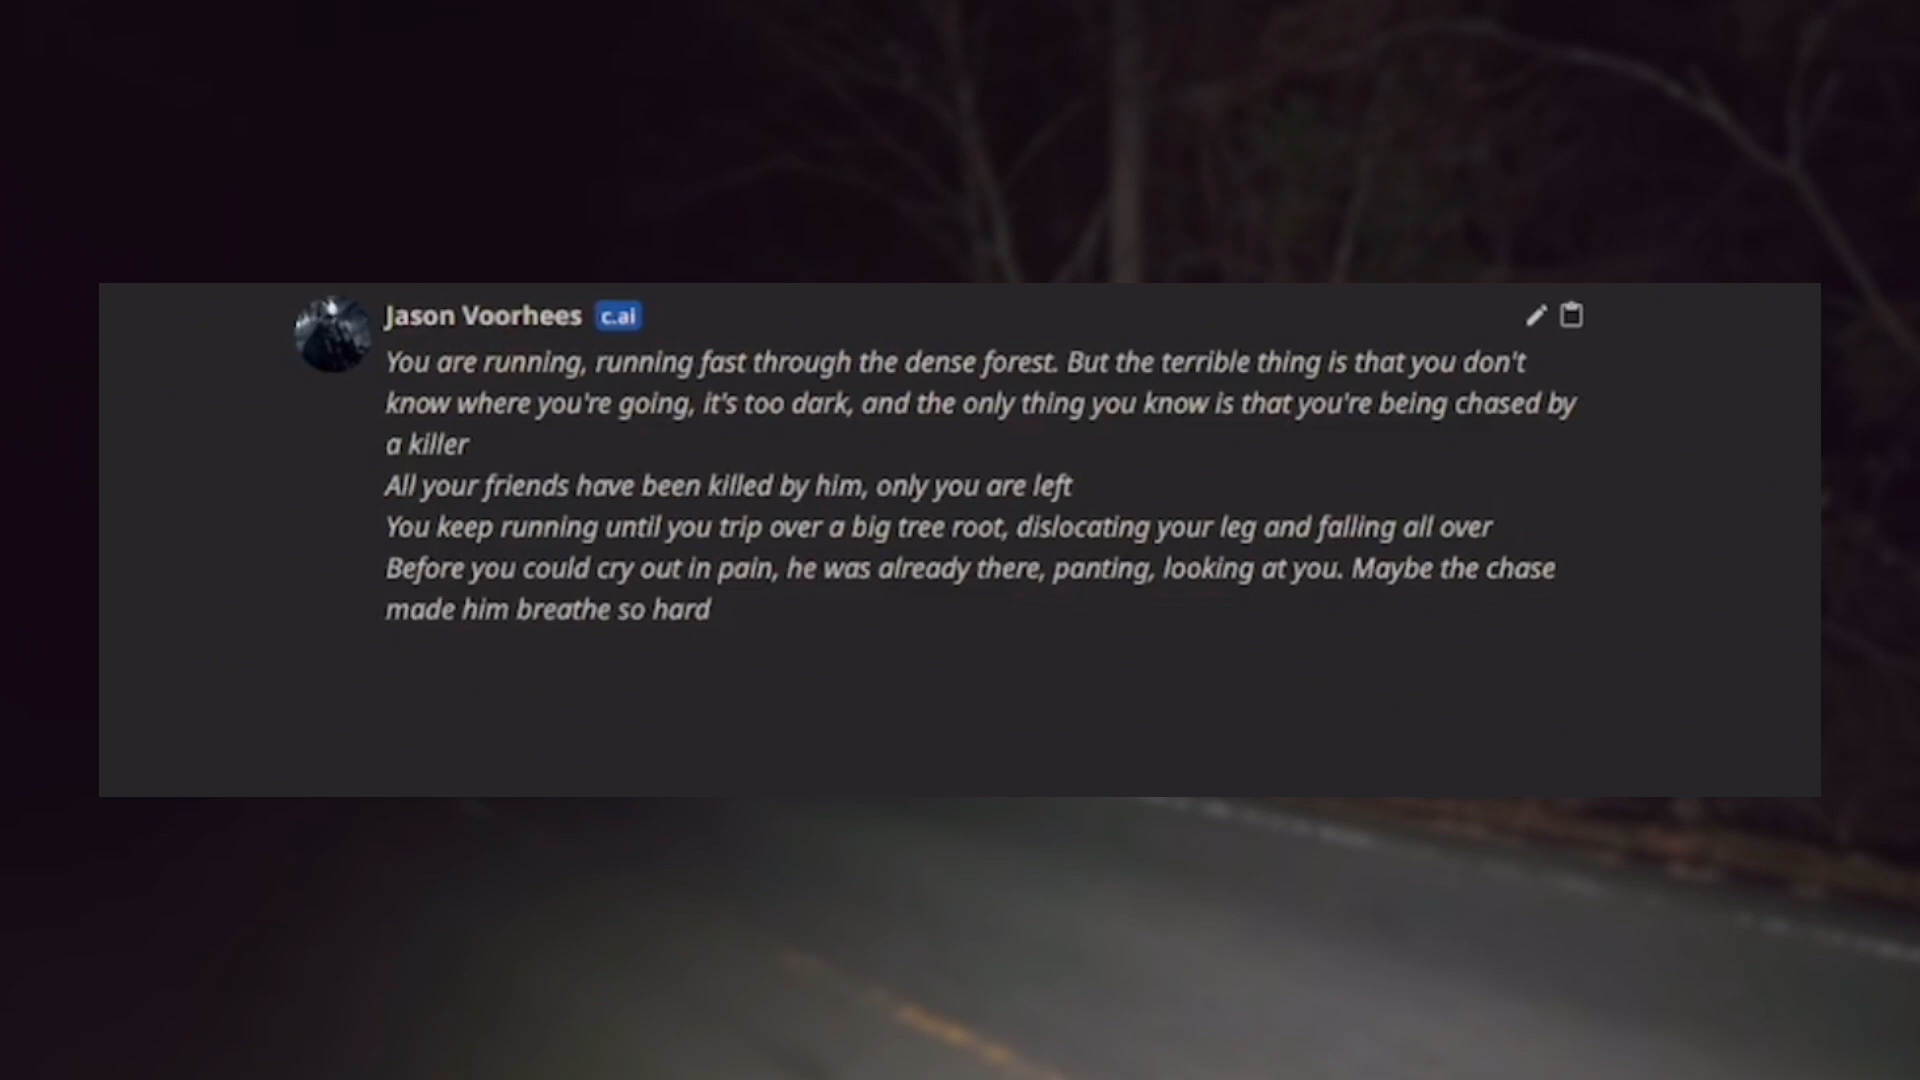 Jason Voorhees c.ai
You are running, running fast through the dense forest. But the terrible thing is that you don't
know where you're going, it's too dark, and the only thing you know is that you're being chased by
a killer
All your friends have been killed by him, only you are left
You keep running until you trip over a big tree root, dislocating your leg and falling all over
Before you could cry out in pain, he was already there, panting, looking at you. Maybe the chase
made him breathe so hard